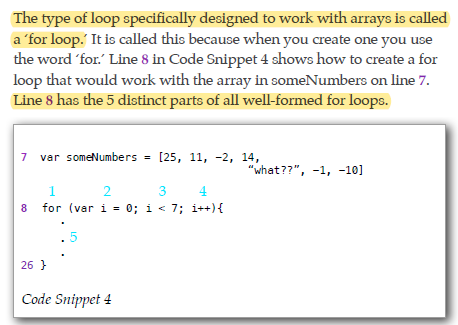 The type of loop specifically designed to work with arrays is called
a ‘for loop.’ It is called this because when you create one you use
the word ‘for.’ Line 8 in Code Snippet 4 shows how to create a for
loop that would work with the array in someNumbers on line 7.
Line 8 has the 5 distinct parts of all well-formed for loops.
7 var someNumbers = [25, 11, -2, 14,
“what??”, -1, -10]
1 2 3 4
8 for (var i = 0; i < 7; i++){
.
. 5
.
26 }
Code Snippet 4